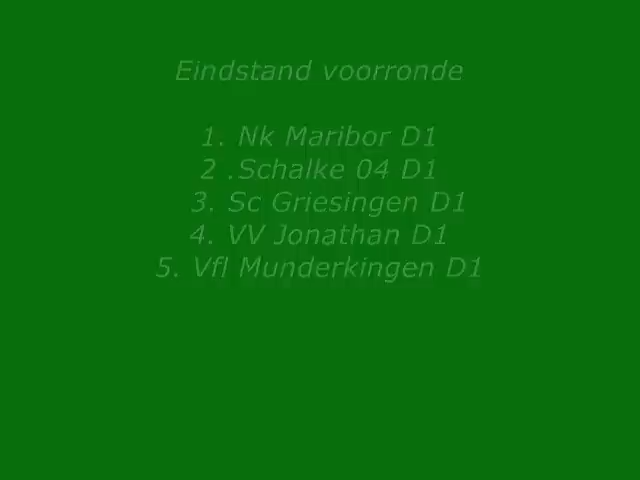 Eindstand voorronde
1. Nk Maribor D1
2 .Schalke 04 D1
3. Sc Griesingen D1
4. VV Jonathan D1
5. Vfl Munderkingen D1